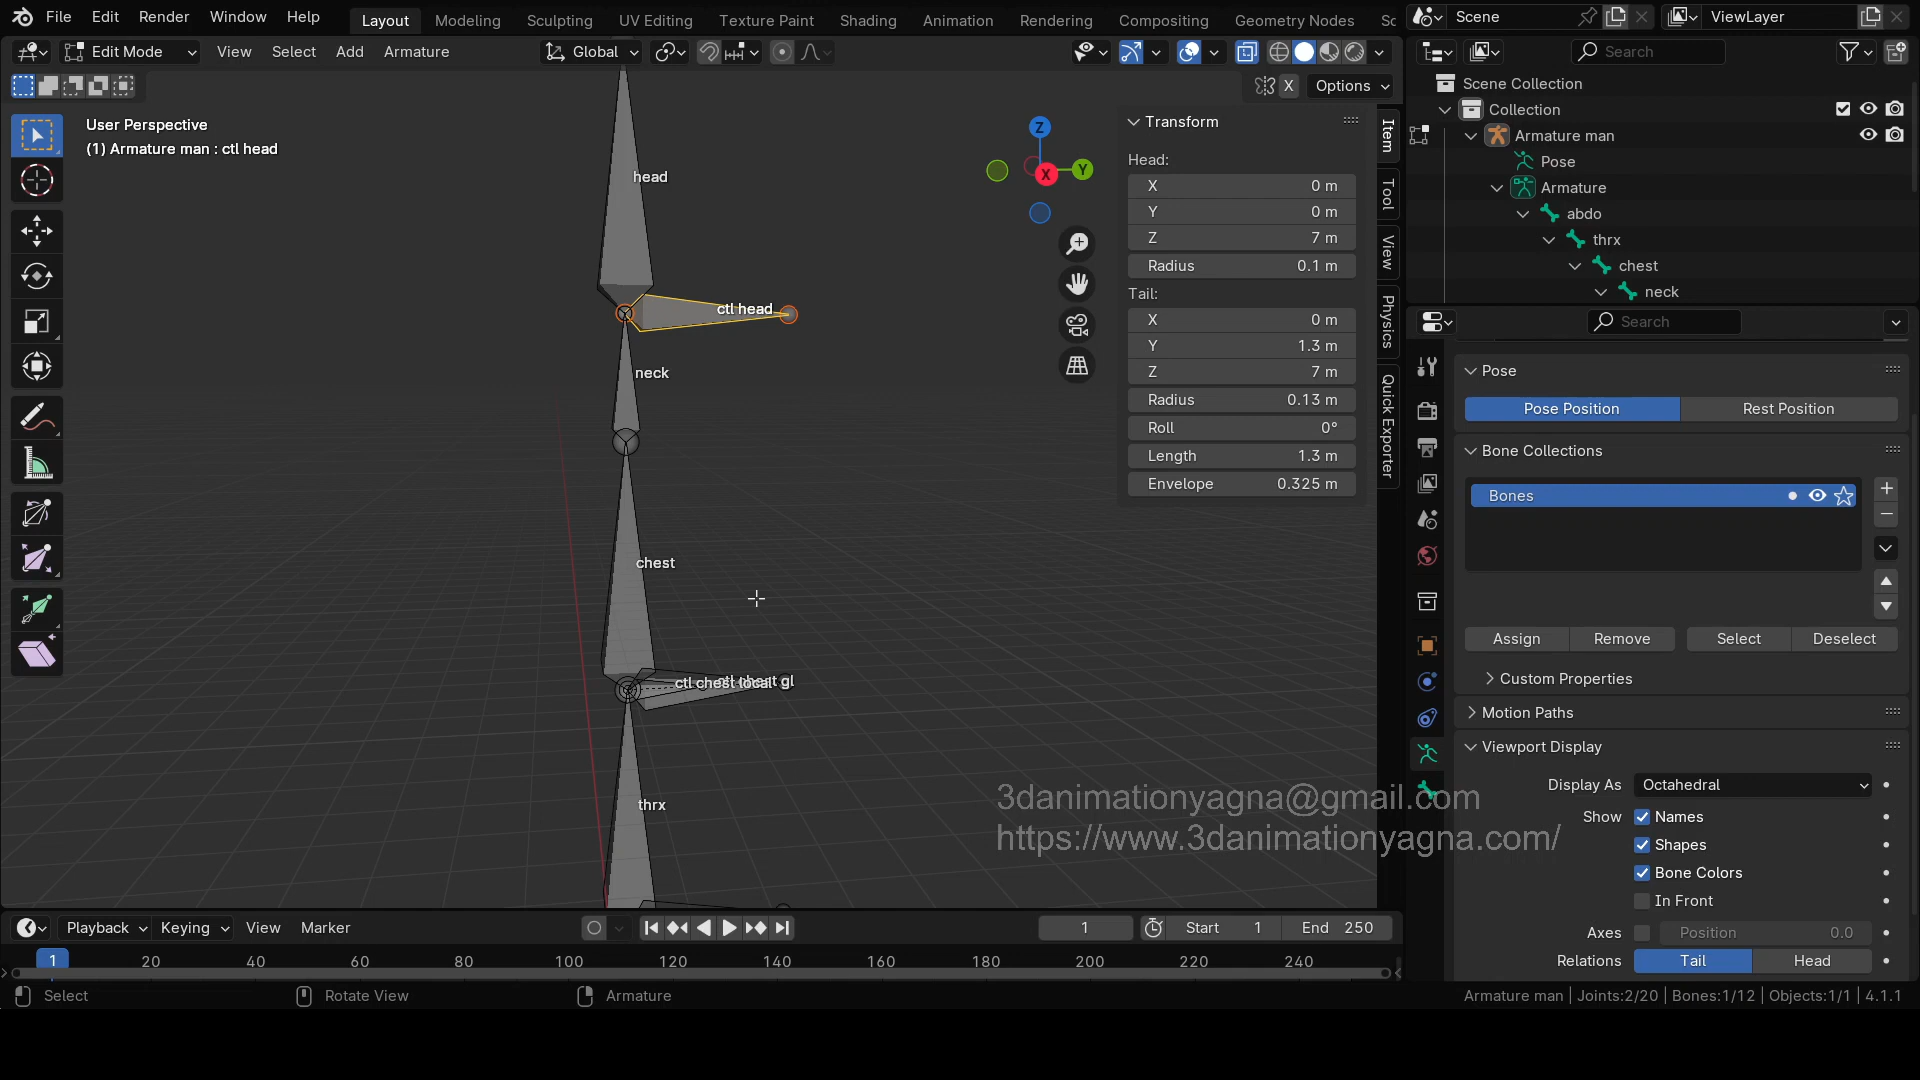 File Edit Render Window Help Layout Modeling Sculpting UV Editing Texture Paint Shading Animation Rendering Compositing Geometry Nodes Sc Scene ViewLayer
Edit Mode View Select Add Armature Global Search
X Options
Scene Collection
Collection
Armature man
Pose
Armature
abdo
thrx
chest
neck
User Perspective
(1) Armature man : ctl head
Z
Y
X
head
ctl head
neck
chest
ctl chest local
thrx
Transform
Head:
X 0 m
Y 0 m
Z 7 m
Radius 0.1 m
Tail:
X 0 m
Y 1.3 m
Z 7 m
Radius 0.13 m
Roll 0°
Length 1.3 m
Envelope 0.325 m
Item
Tool
View
Physics
Quick Exporter
Search
Pose
Pose Position Rest Position
Bone Collections
Bones
Assign Remove Select Deselect
Custom Properties
Motion Paths
Viewport Display
Display As Octahedral
Show Names
Shapes
Bone Colors
In Front
Axes Position 0.0
Relations Tail Head
3danimationyagna@gmail.com
https://www.3danimationyagna.com/
Playback Keying View Marker 1 Start 1 End 250
1 20 40 60 80 100 120 140 160 180 200 220 240
Select Rotate View Armature Armature man | Joints:2/20 | Bones:1/12 | Objects:1/1 | 4.1.1